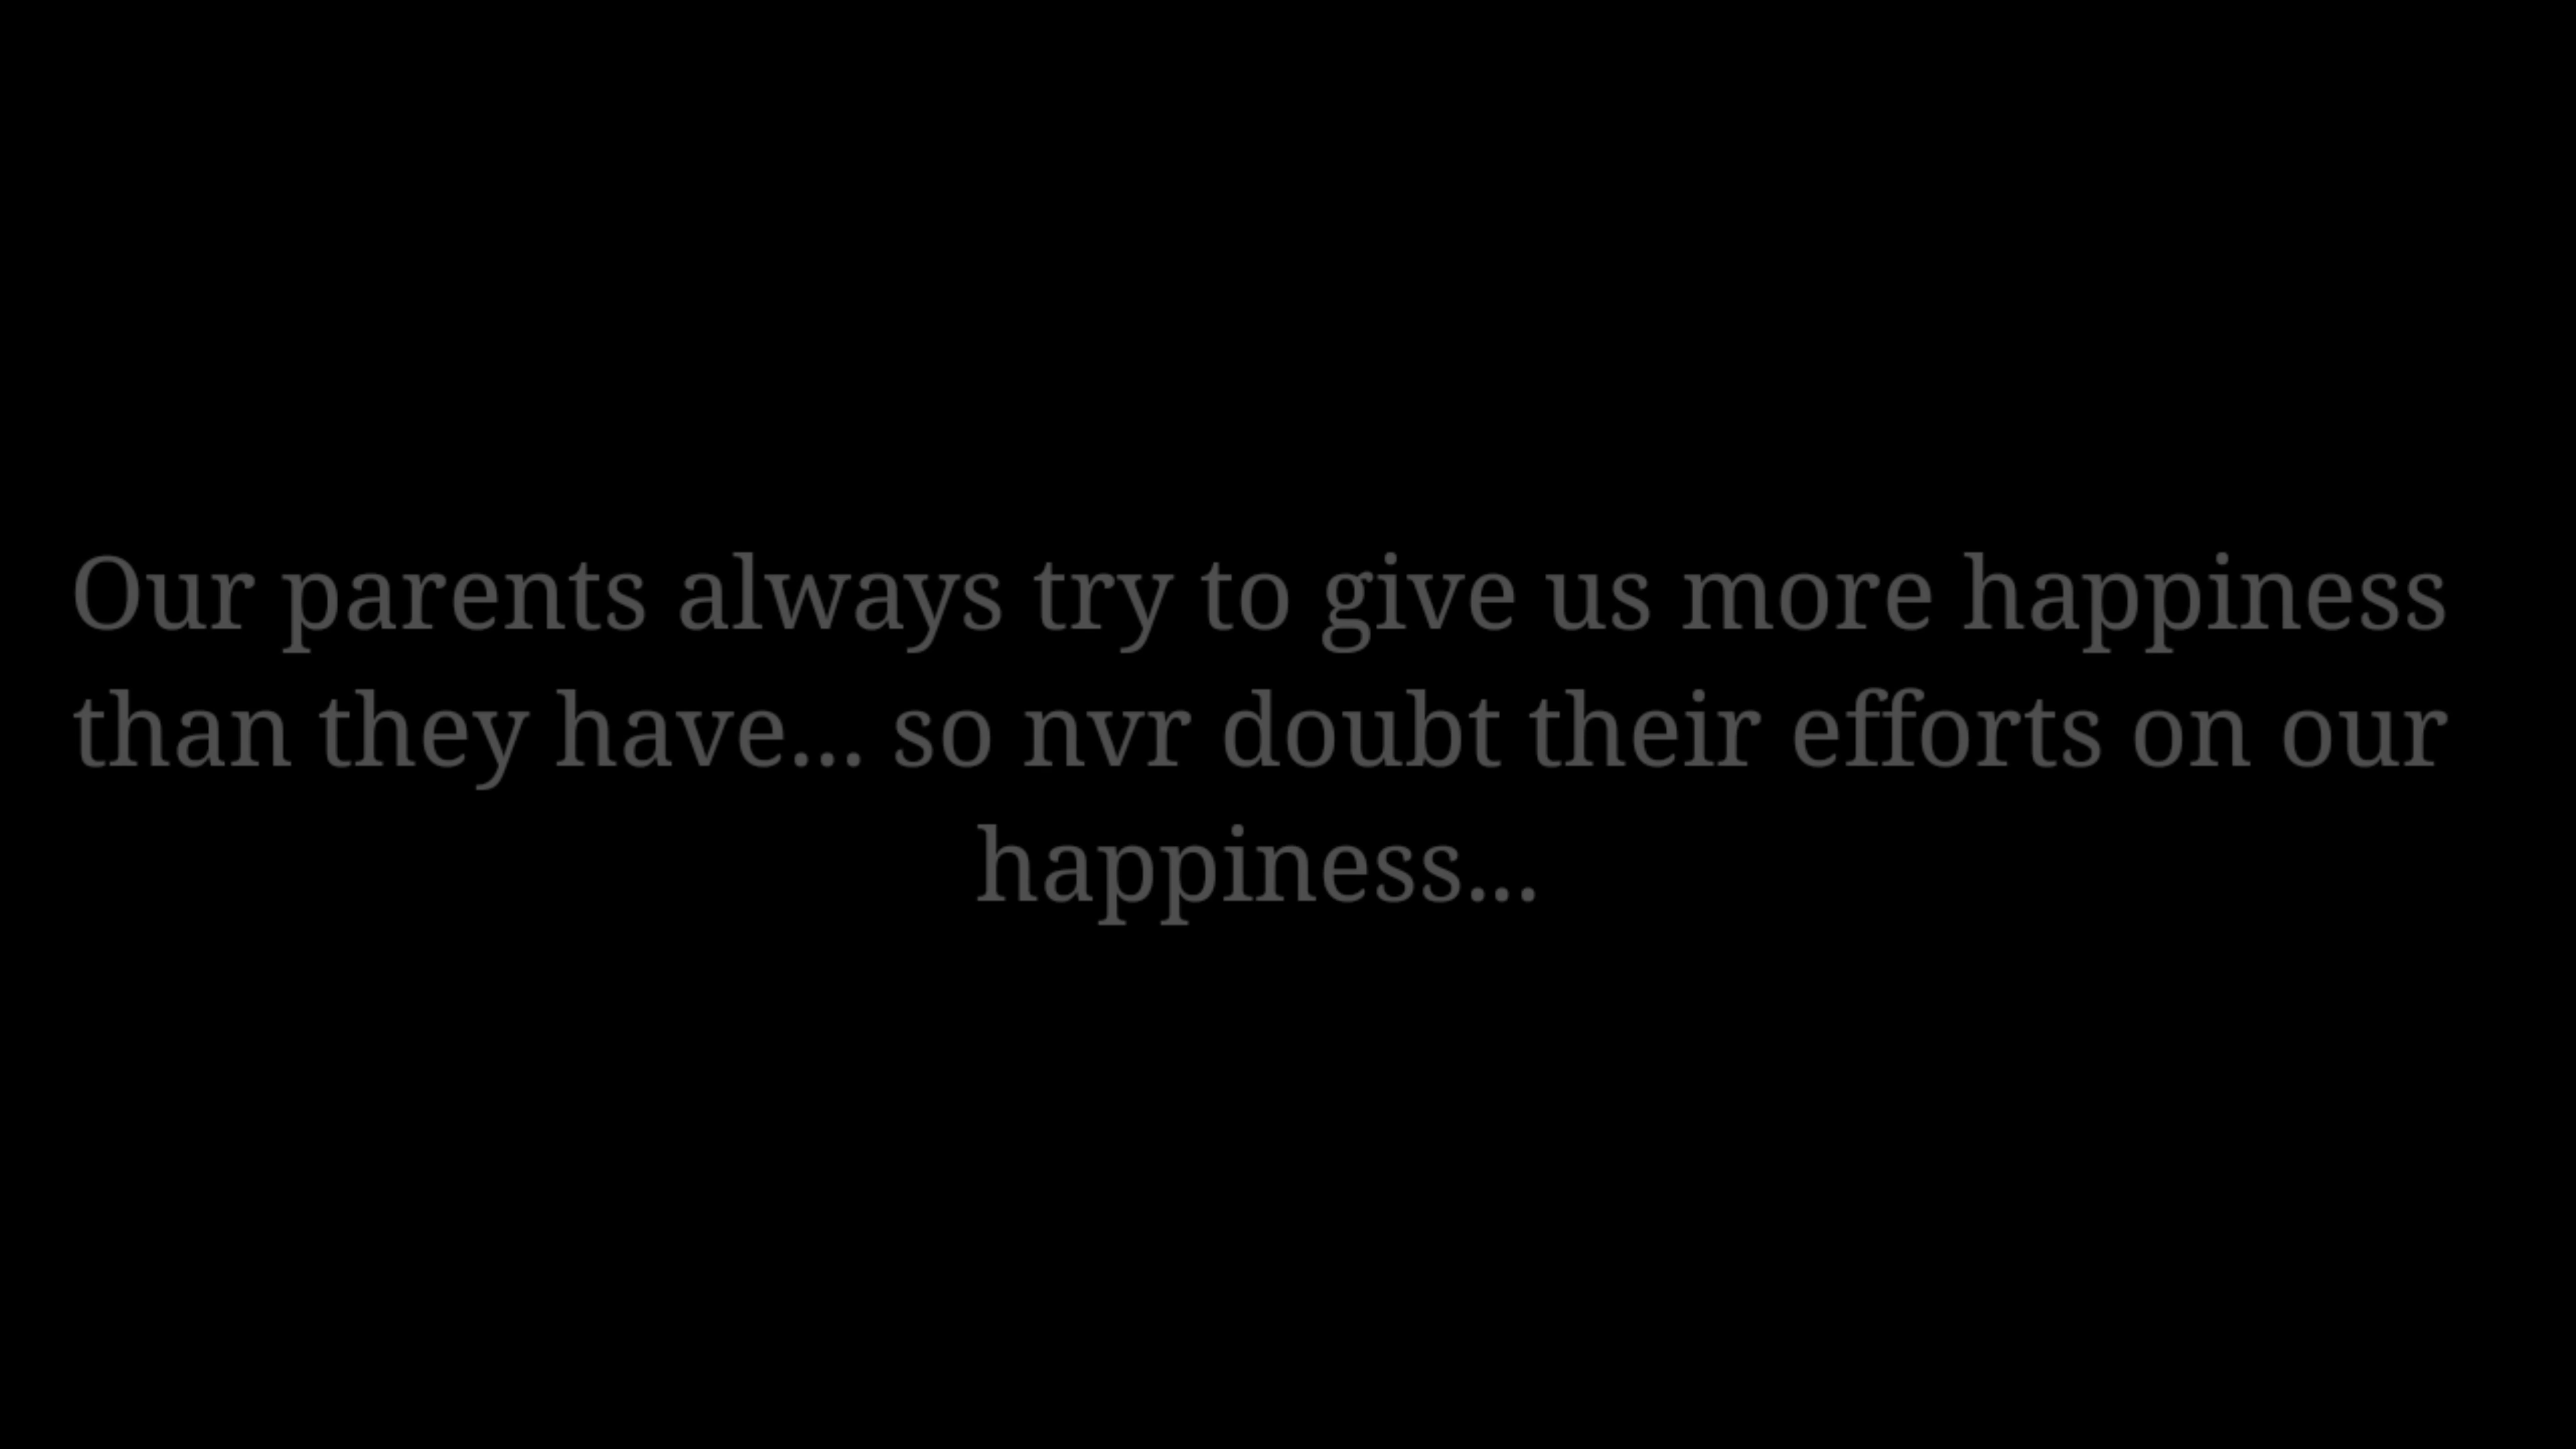 Our parents always try to give us more happiness
than they have... so nvr doubt their efforts on our
happiness...